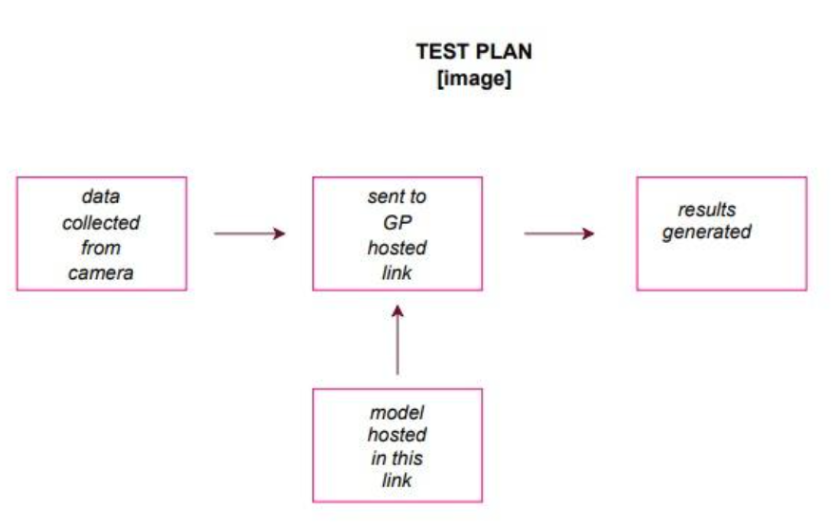 TEST PLAN
[image]
data
collected
from
camera
sent to
GP
hosted
link
results
generated
model
hosted
in this
link